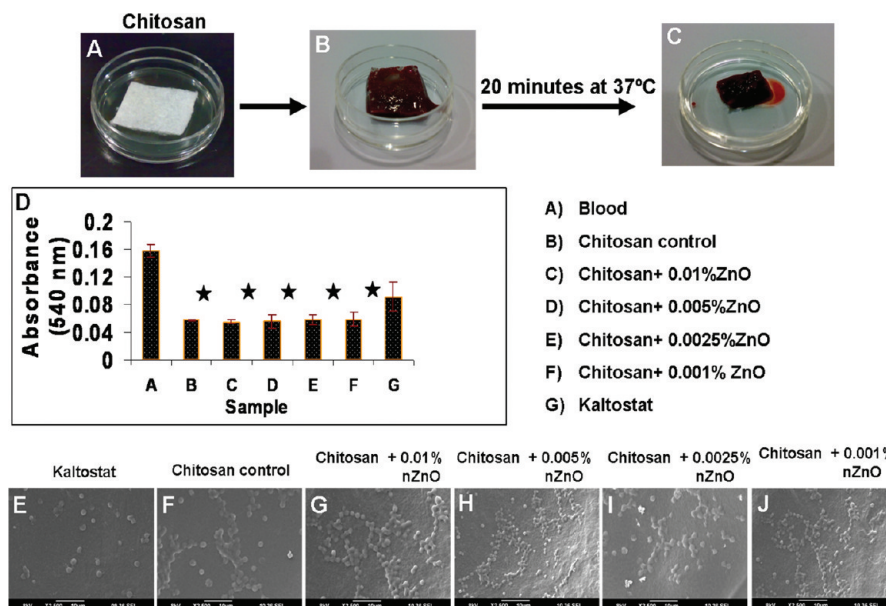 Chitosan
A
B
C
20 minutes at 37°C
D
Absorbance
(540 nm)
0.2
0.16
0.12
0.08
0.04
0
A B C D E F G
Sample
A) Blood
B) Chitosan control
C) Chitosan+ 0.01%ZnO
D) Chitosan+ 0.005%ZnO
E) Chitosan+ 0.0025%ZnO
F) Chitosan+ 0.001% ZnO
G) Kaltostat
Kaltostat
Chitosan control
Chitosan + 0.01%
nZnO
Chitosan + 0.005%
nZnO
Chitosan + 0.0025%
nZnO
Chitosan + 0.001%
nZnO
E
F
G
H
I
J